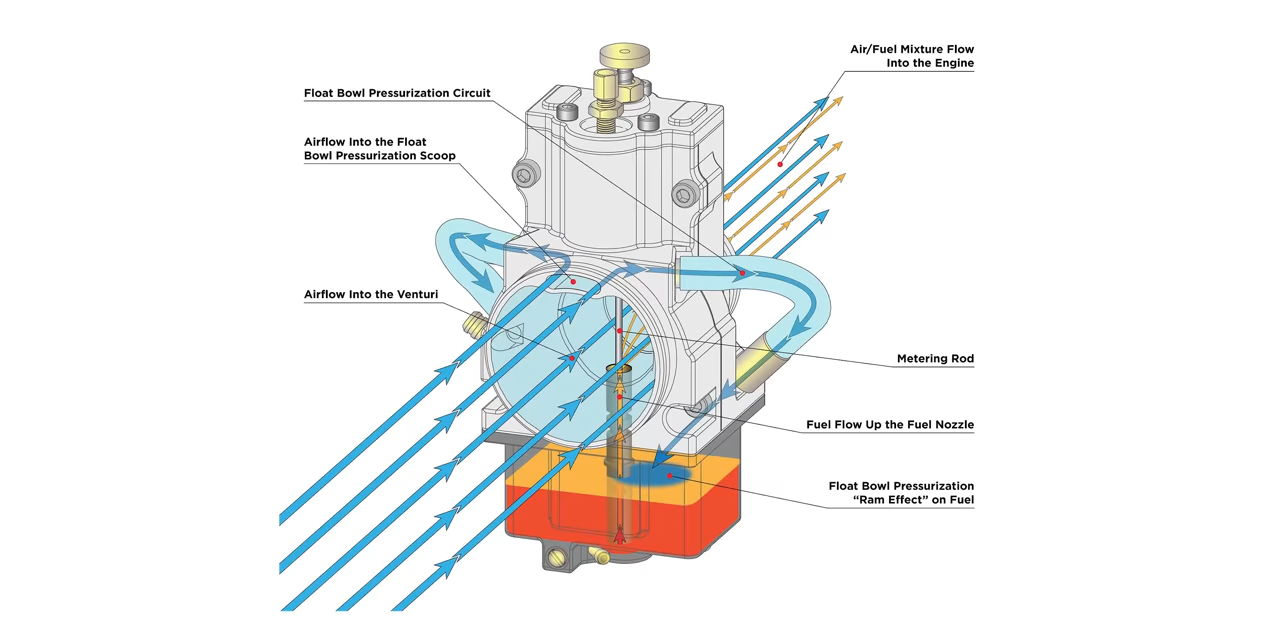 Air/Fuel Mixture Flow
Into the Engine
Float Bowl Pressurization Circuit
Airflow Into the Float
Bowl Pressurization Scoop
Airflow Into the Venturi
Metering Rod
Fuel Flow Up the Fuel Nozzle
Float Bowl Pressurization
“Ram Effect” on Fuel